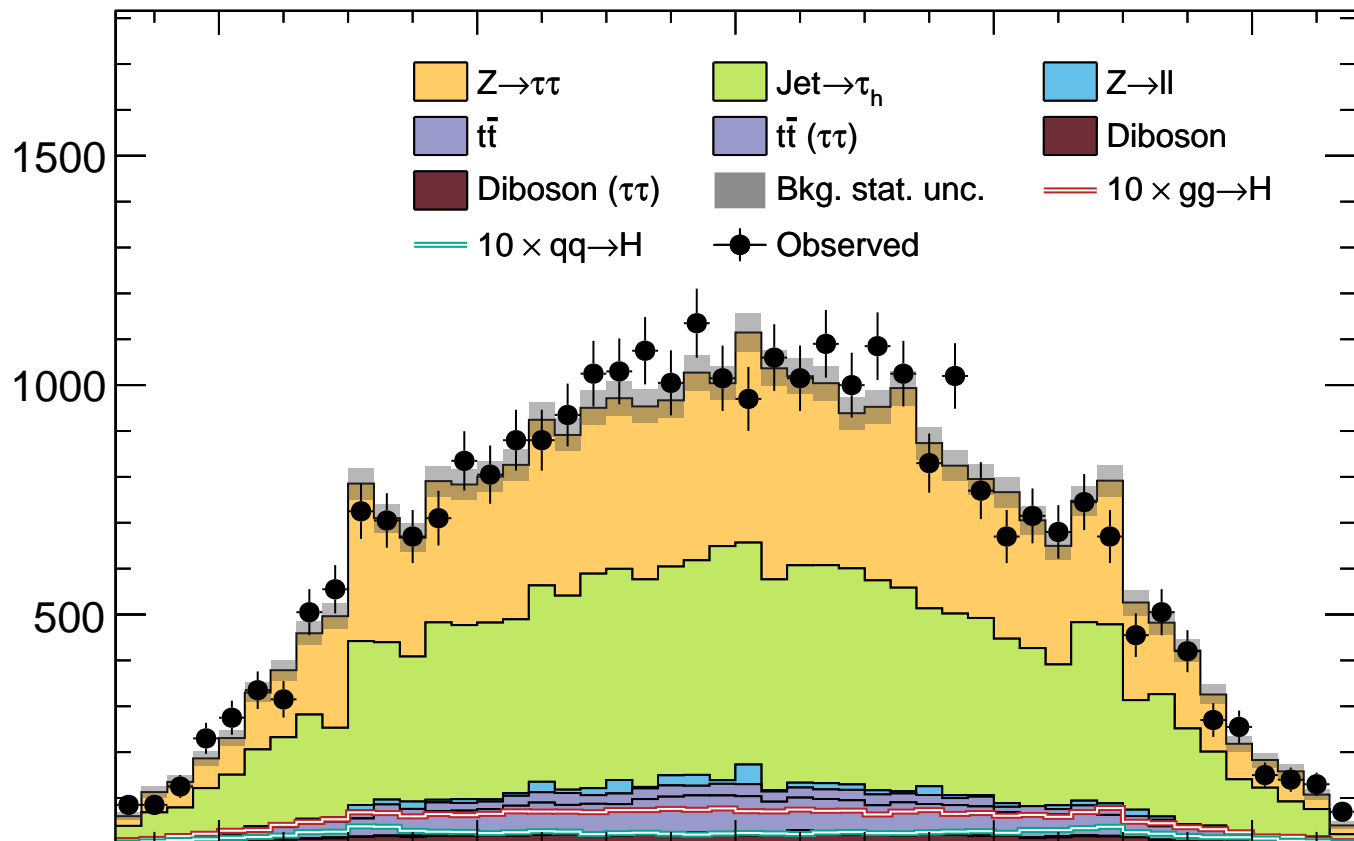 Z→ττ Jet→τ_h Z→ll
tt̄ tt̄ (ττ) Diboson
1500
Diboson (ττ) Bkg. stat. unc. 10 × gg→H
10 × qq→H Observed
1000
500